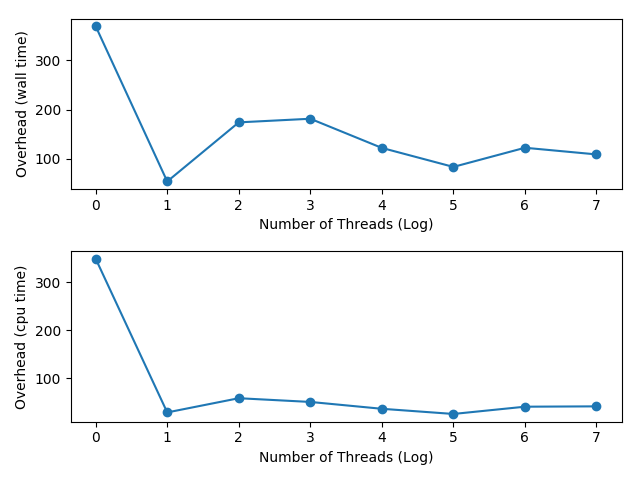 Overhead (wall time)
300
200
100
0 1 2 3 4 5 6 7
Number of Threads (Log)
Overhead (cpu time)
300
200
100
0 1 2 3 4 5 6 7
Number of Threads (Log)